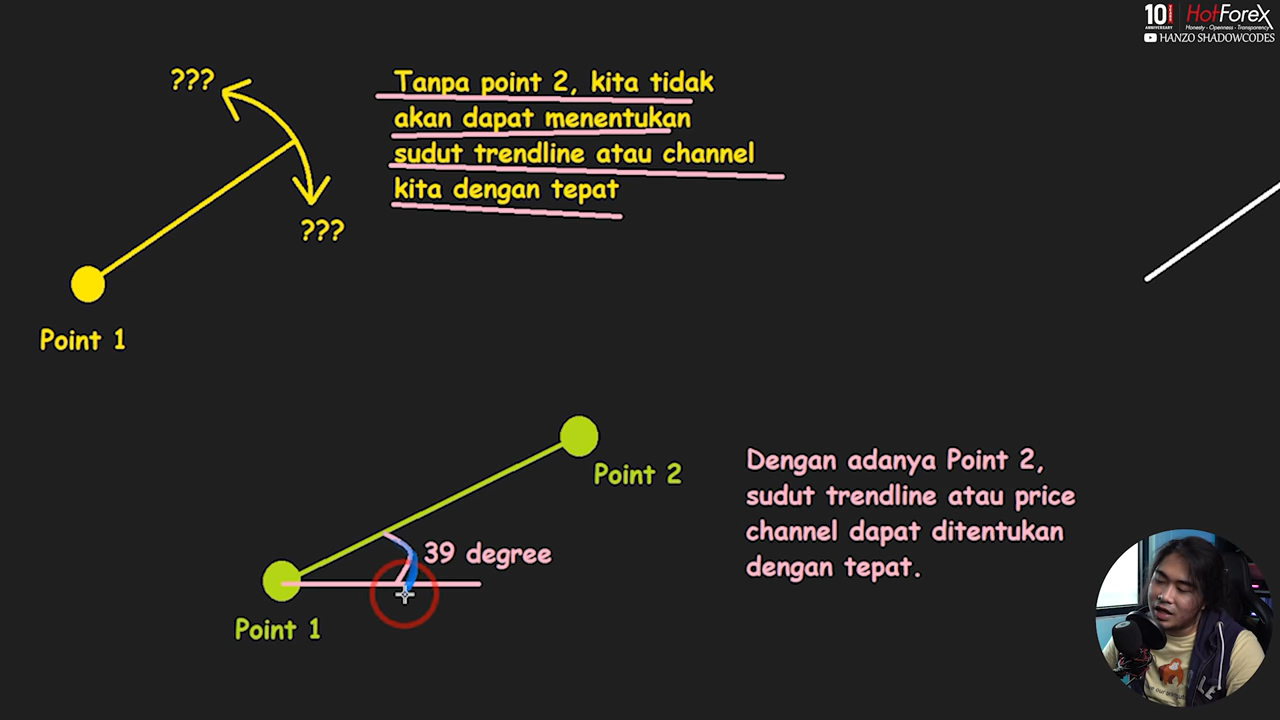 10
ANNIVERSARY
HotForex
Honesty - Openness - Transparency
HANZO SHADOWCODES
???
Tanpa point 2, kita tidak
akan dapat menentukan
sudut trendline atau channel
kita dengan tepat
???
Point 1
Point 2
Dengan adanya Point 2,
sudut trendline atau price
channel dapat ditentukan
dengan tepat.
39 degree
Point 1